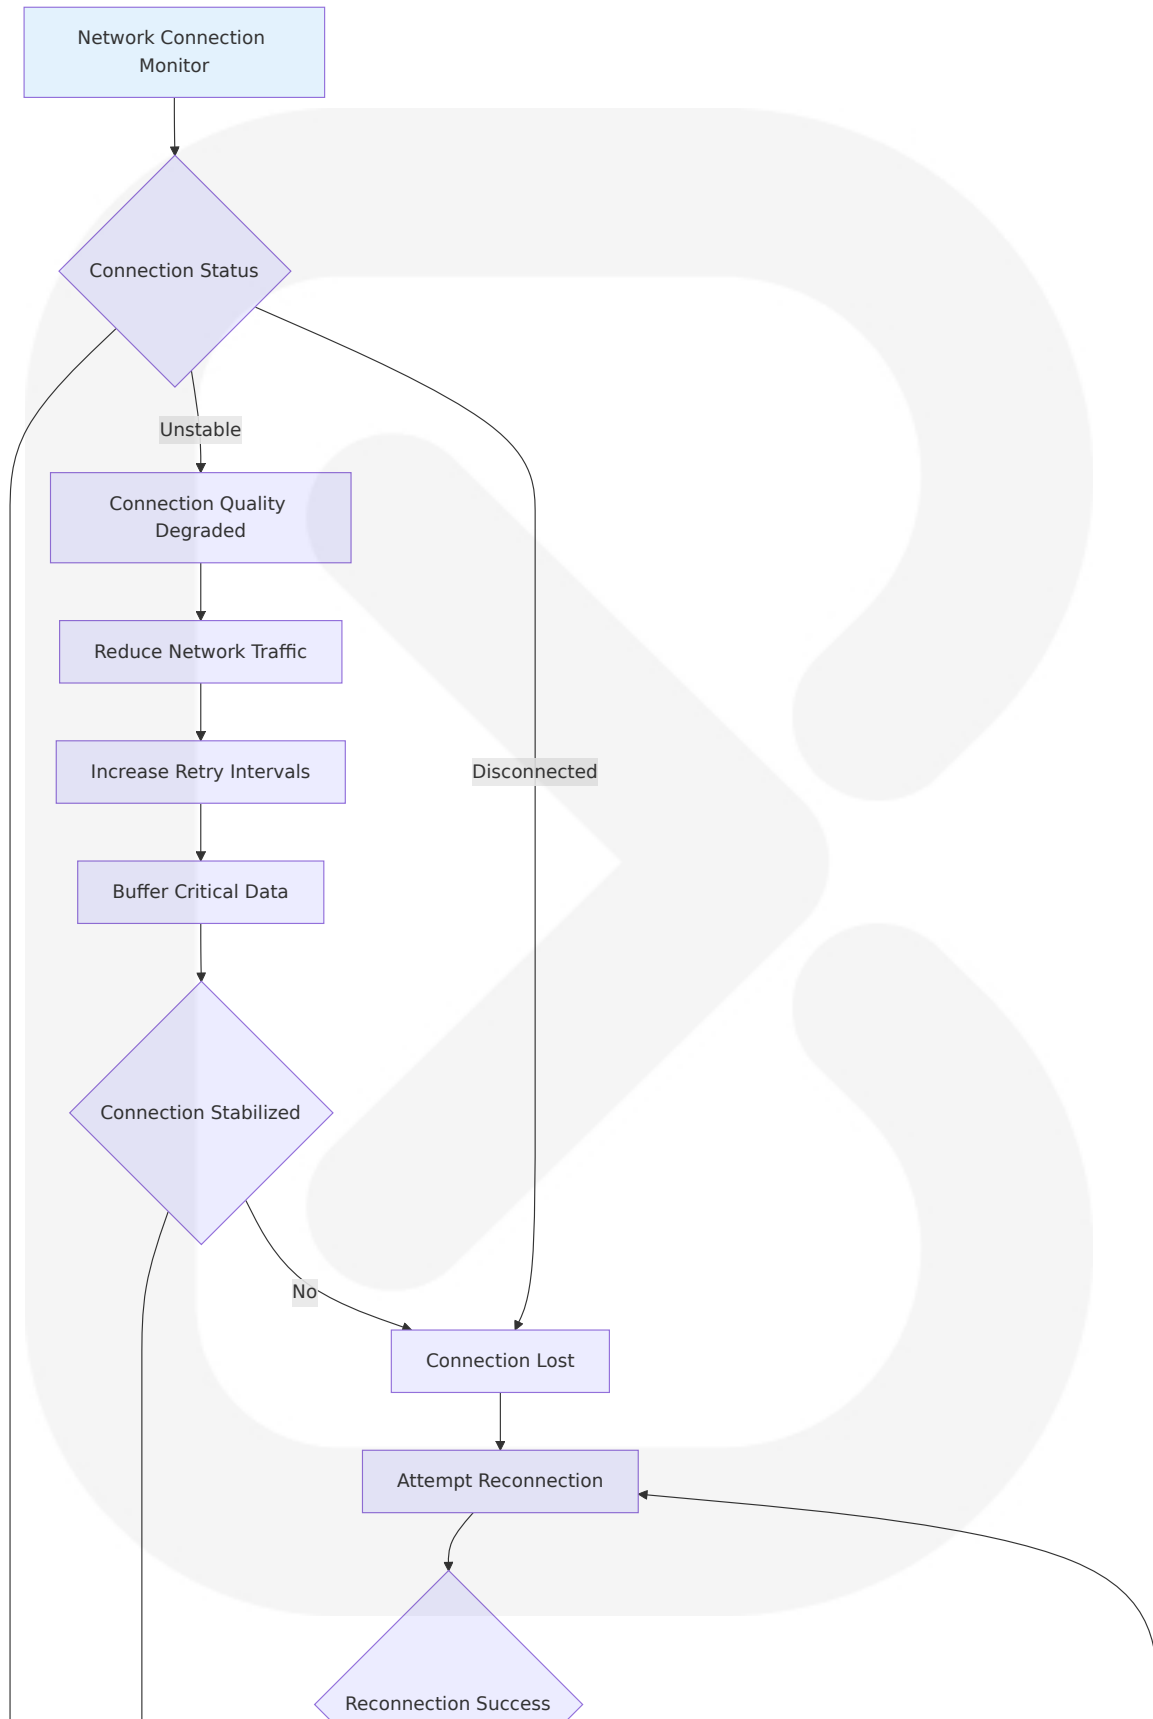 Network Connection
Monitor
Connection Status
Unstable
Connection Quality
Degraded
Reduce Network Traffic
Increase Retry Intervals
Disconnected
Buffer Critical Data
Connection Stabilized
No
Connection Lost
Attempt Reconnection
Reconnection Success